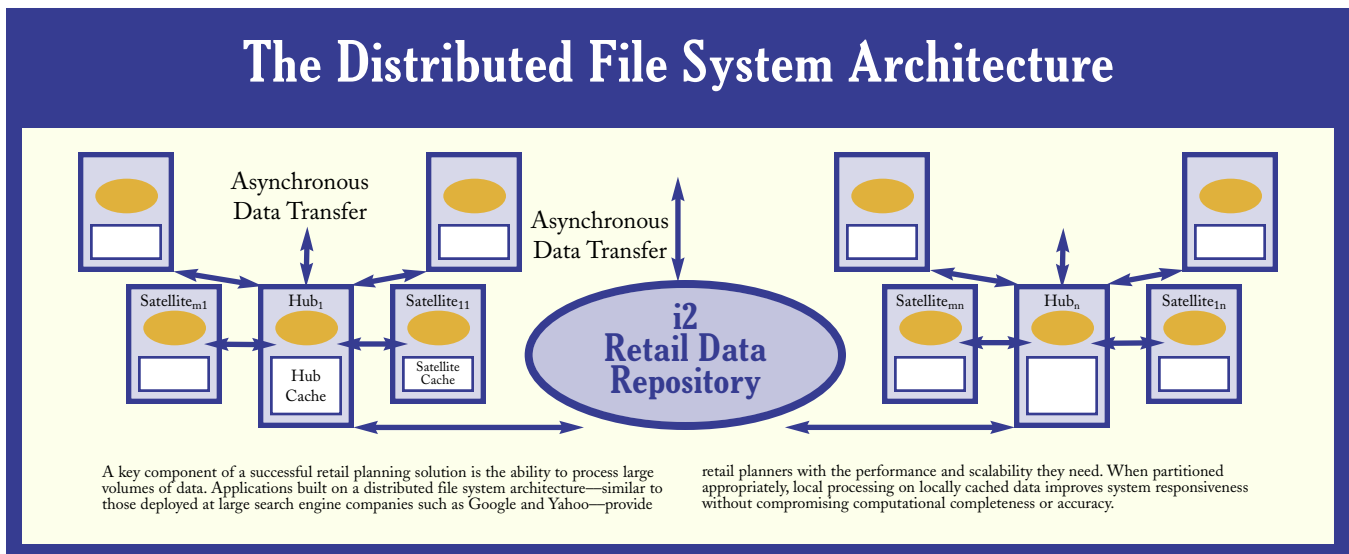 The Distributed File System Architecture
Asynchronous
Data Transfer
Asynchronous
Data Transfer
Satellitem1
Hub1
Satellite11
Hub
Cache
Satellite
Cache
i2
Retail Data
Repository
Satellitemn
Hubn
Satellite1n
A key component of a successful retail planning solution is the ability to process large
volumes of data. Applications built on a distributed file system architecture—similar to
those deployed at large search engine companies such as Google and Yahoo—provide
retail planners with the performance and scalability they need. When partitioned
appropriately, local processing on locally cached data improves system responsiveness
without compromising computational completeness or accuracy.